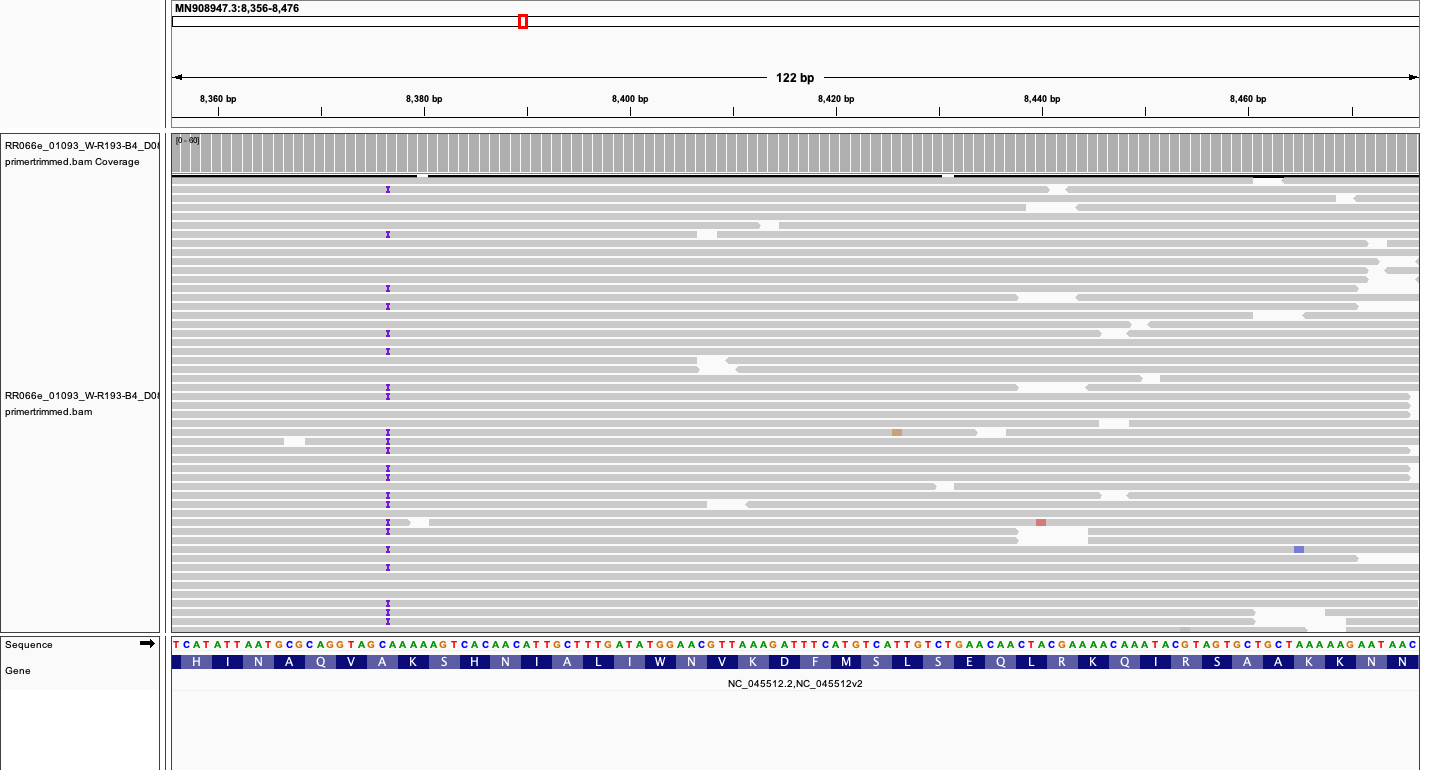 MN908947.3:8,356-8,476
122 bp
8,360 bp 8,380 bp 8,400 bp 8,420 bp 8,440 bp 8,460 bp
[0 - 60]
RR066e_01093_W-R193-B4_D0
primertrimmed.bam Coverage
RR066e_01093_W-R193-B4_D0
primertrimmed.bam
Sequence
TCATATTAATGCGCAGGTAGCAAAAAGTCACAACATTGCTTTGATATGGAACGTTAAAGATTTCATGTCATTGTCTGAACAACTACGAAAACAAATACGTAGTGCTGCTAAAAAGAATAAC
Gene
H I N A Q V A K S H N I A L I W N V K D F M S L S E Q L R K Q I R S A A K K N N
NC_045512.2,NC_045512v2